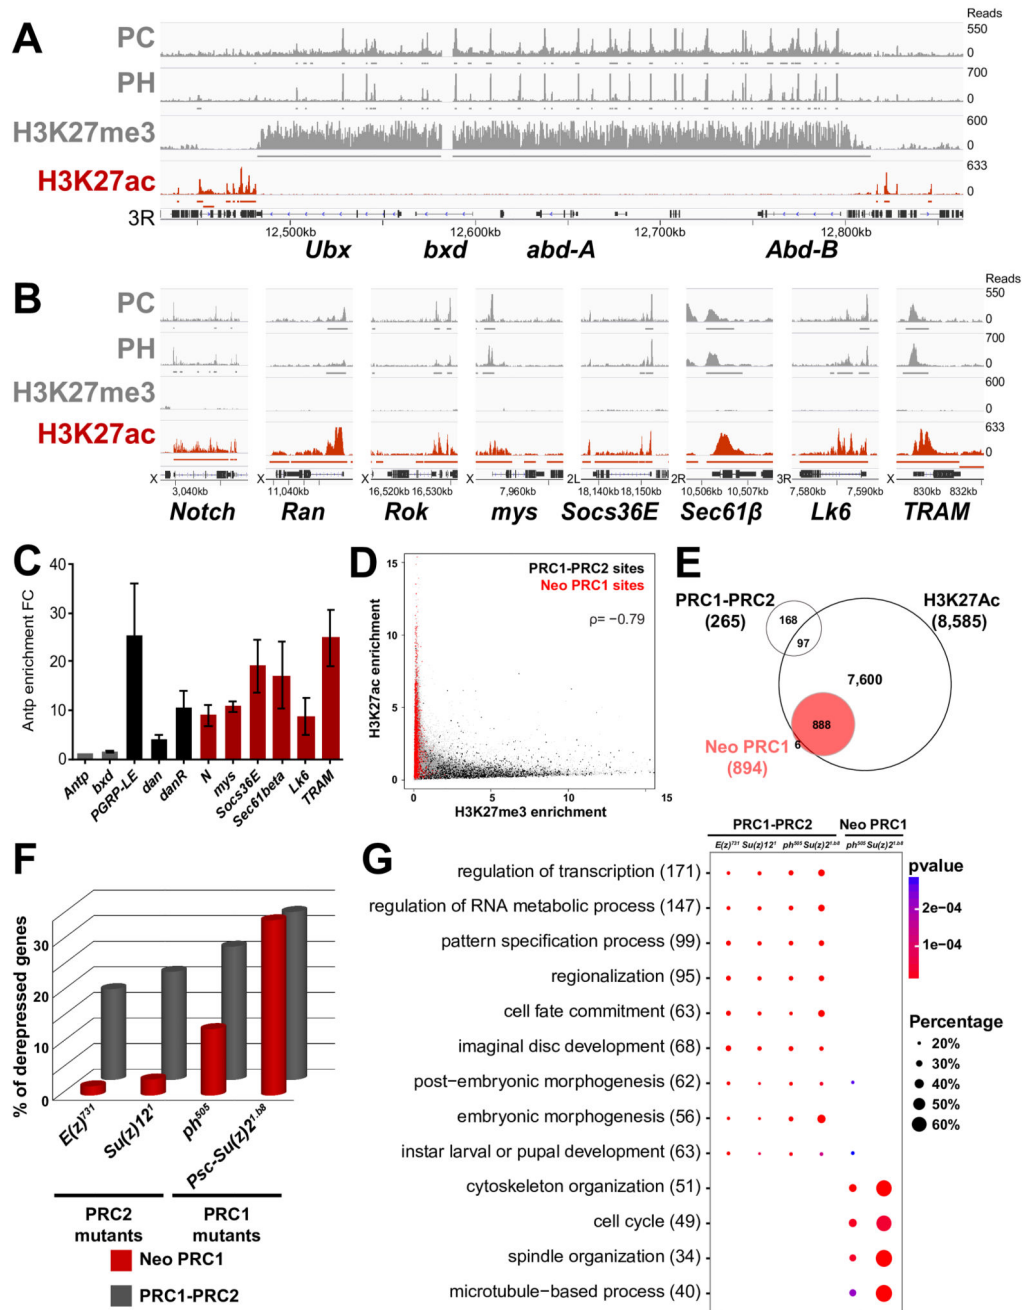 A
Reads
PC
550
0
PH
700
0
H3K27me3
600
0
H3K27ac
633
0
3R
12,500kb 12,600kb 12,700kb 12,800kb
Ubx bxd abd-A Abd-B
B
Reads
PC
550
0
PH
700
0
H3K27me3
600
0
H3K27ac
633
0
X X X X 2L 2R 3R X
3,040kb 11,040kb 16,520kb 16,530kb 7,960kb 18,140kb 18,150kb 10,506kb 10,507kb 7,580kb 7,590kb 830kb 832kb
Notch Ran Rok mys Socs36E Sec61β Lk6 TRAM
C
Antp enrichment FC
40
30
20
10
0
Antp bxd PGRP-LE dan danR N mys Socs36E Sec61beta Lk6 TRAM
D
H3K27ac enrichment
15
10
5
0
PRC1-PRC2 sites
Neo PRC1 sites
ρ= −0.79
0 5 10 15
H3K27me3 enrichment
E
PRC1-PRC2
(265)
H3K27Ac
(8,585)
168
97
7,600
888
6
Neo PRC1
(894)
F
% of derepressed genes
30
20
10
0
E(z)731 Su(z)121 ph505 Psc-Su(z)21.b8
PRC2
mutants
PRC1
mutants
Neo PRC1
PRC1-PRC2
G
PRC1-PRC2 Neo PRC1
E(z)731 Su(z)121 ph505 Su(z)21.b8 ph505 Su(z)21.b8
regulation of transcription (171)
regulation of RNA metabolic process (147)
pattern specification process (99)
regionalization (95)
cell fate commitment (63)
imaginal disc development (68)
post−embryonic morphogenesis (62)
embryonic morphogenesis (56)
instar larval or pupal development (63)
cytoskeleton organization (51)
cell cycle (49)
spindle organization (34)
microtubule−based process (40)
pvalue
2e−04
1e−04
Percentage
20%
30%
40%
50%
60%